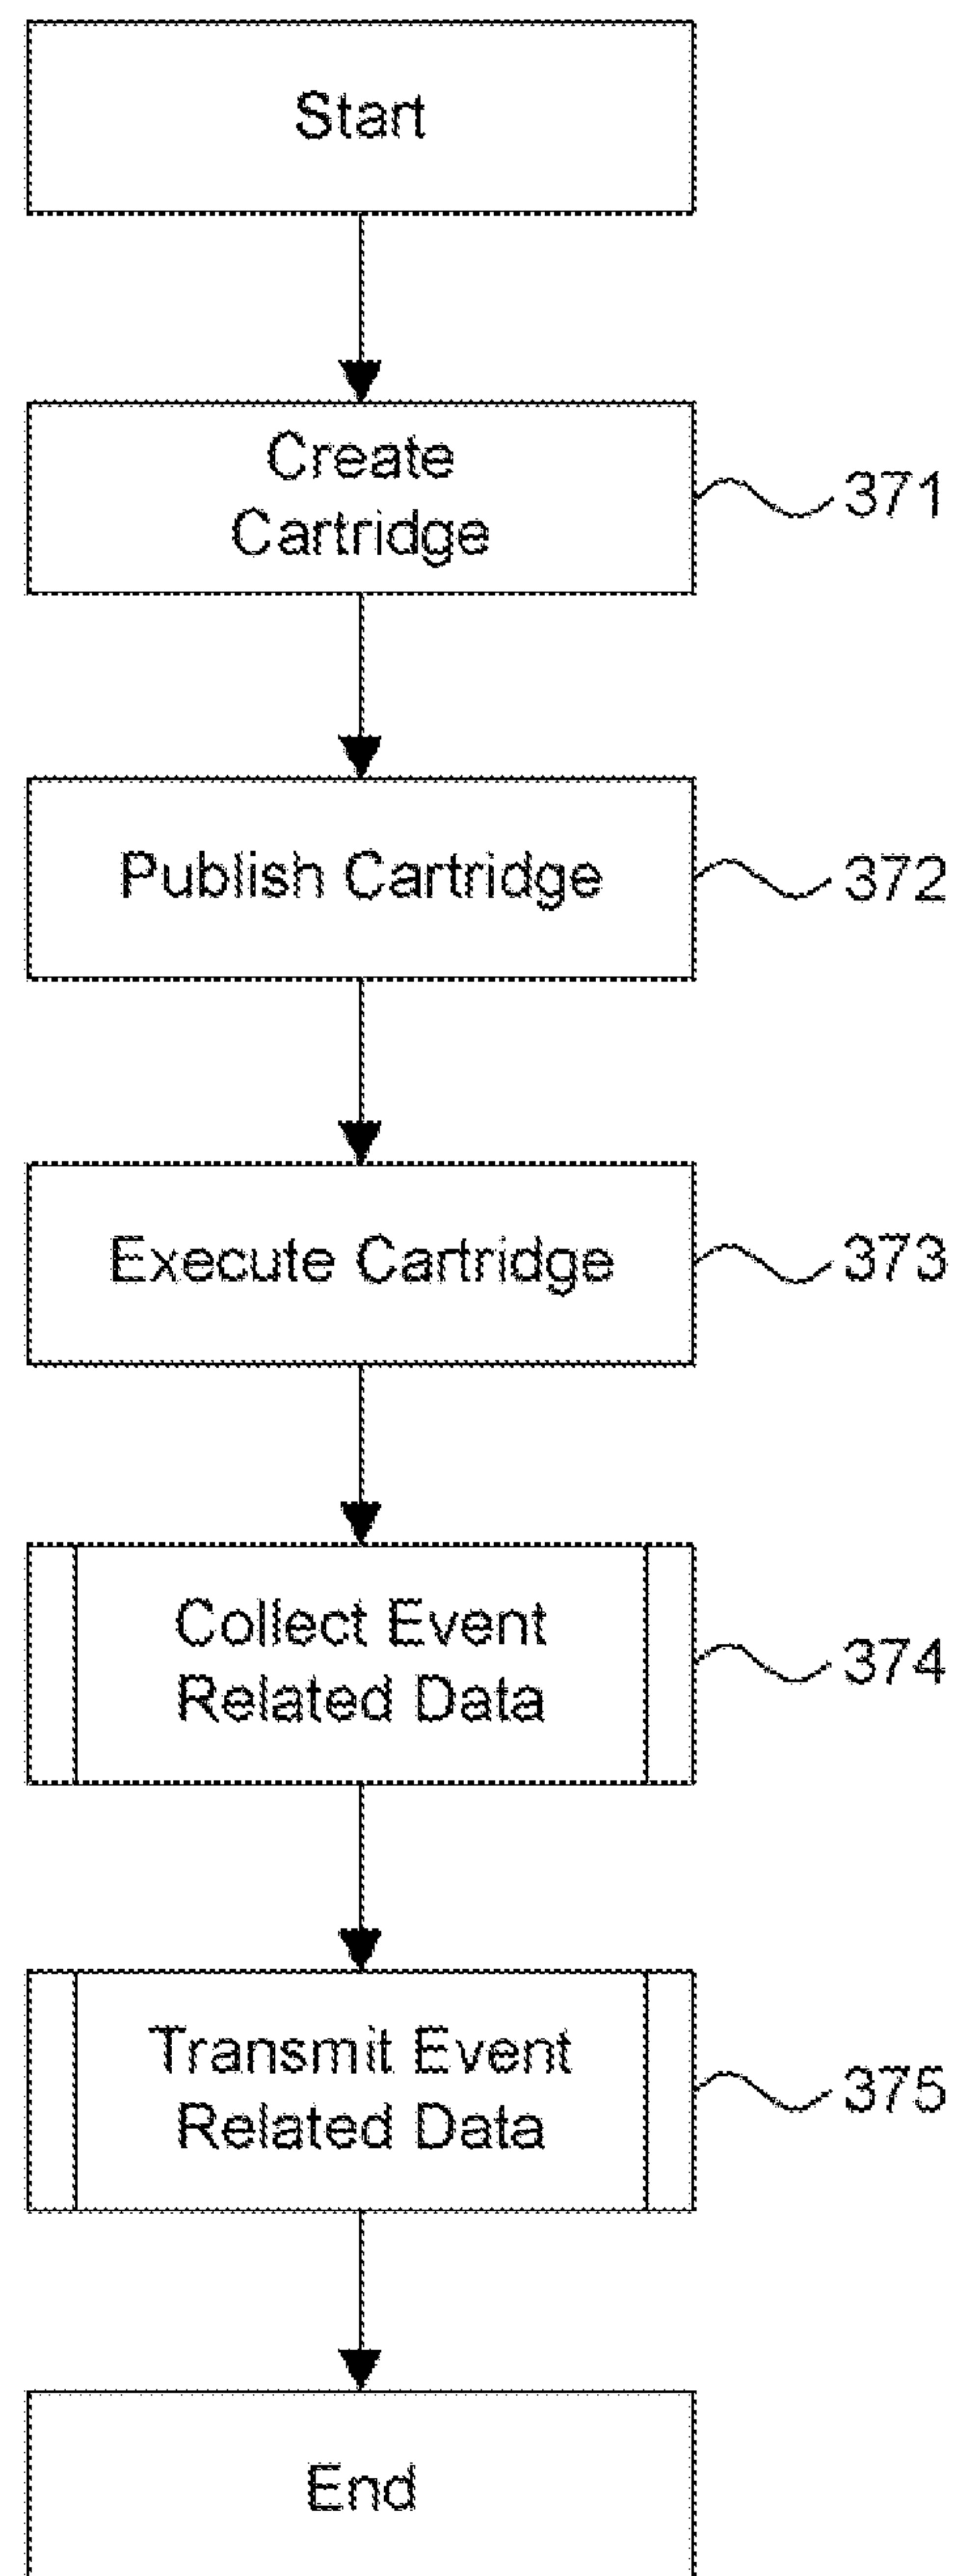 Start
Create
Cartridge
371
Publish Cartridge
372
Execute Cartridge
373
Collect Event
Related Data
374
Transmit Event
Related Data
375
End